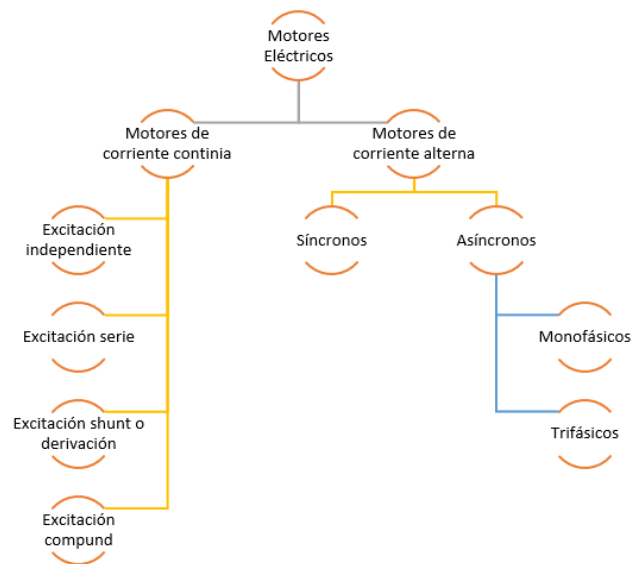 Motores
Eléctricos
Motores de
corriente continia
Motores de
corriente alterna
Excitación
independiente
Síncronos
Asíncronos
Excitación serie
Monofásicos
Excitación shunt o
derivación
Trifásicos
Excitación
compund